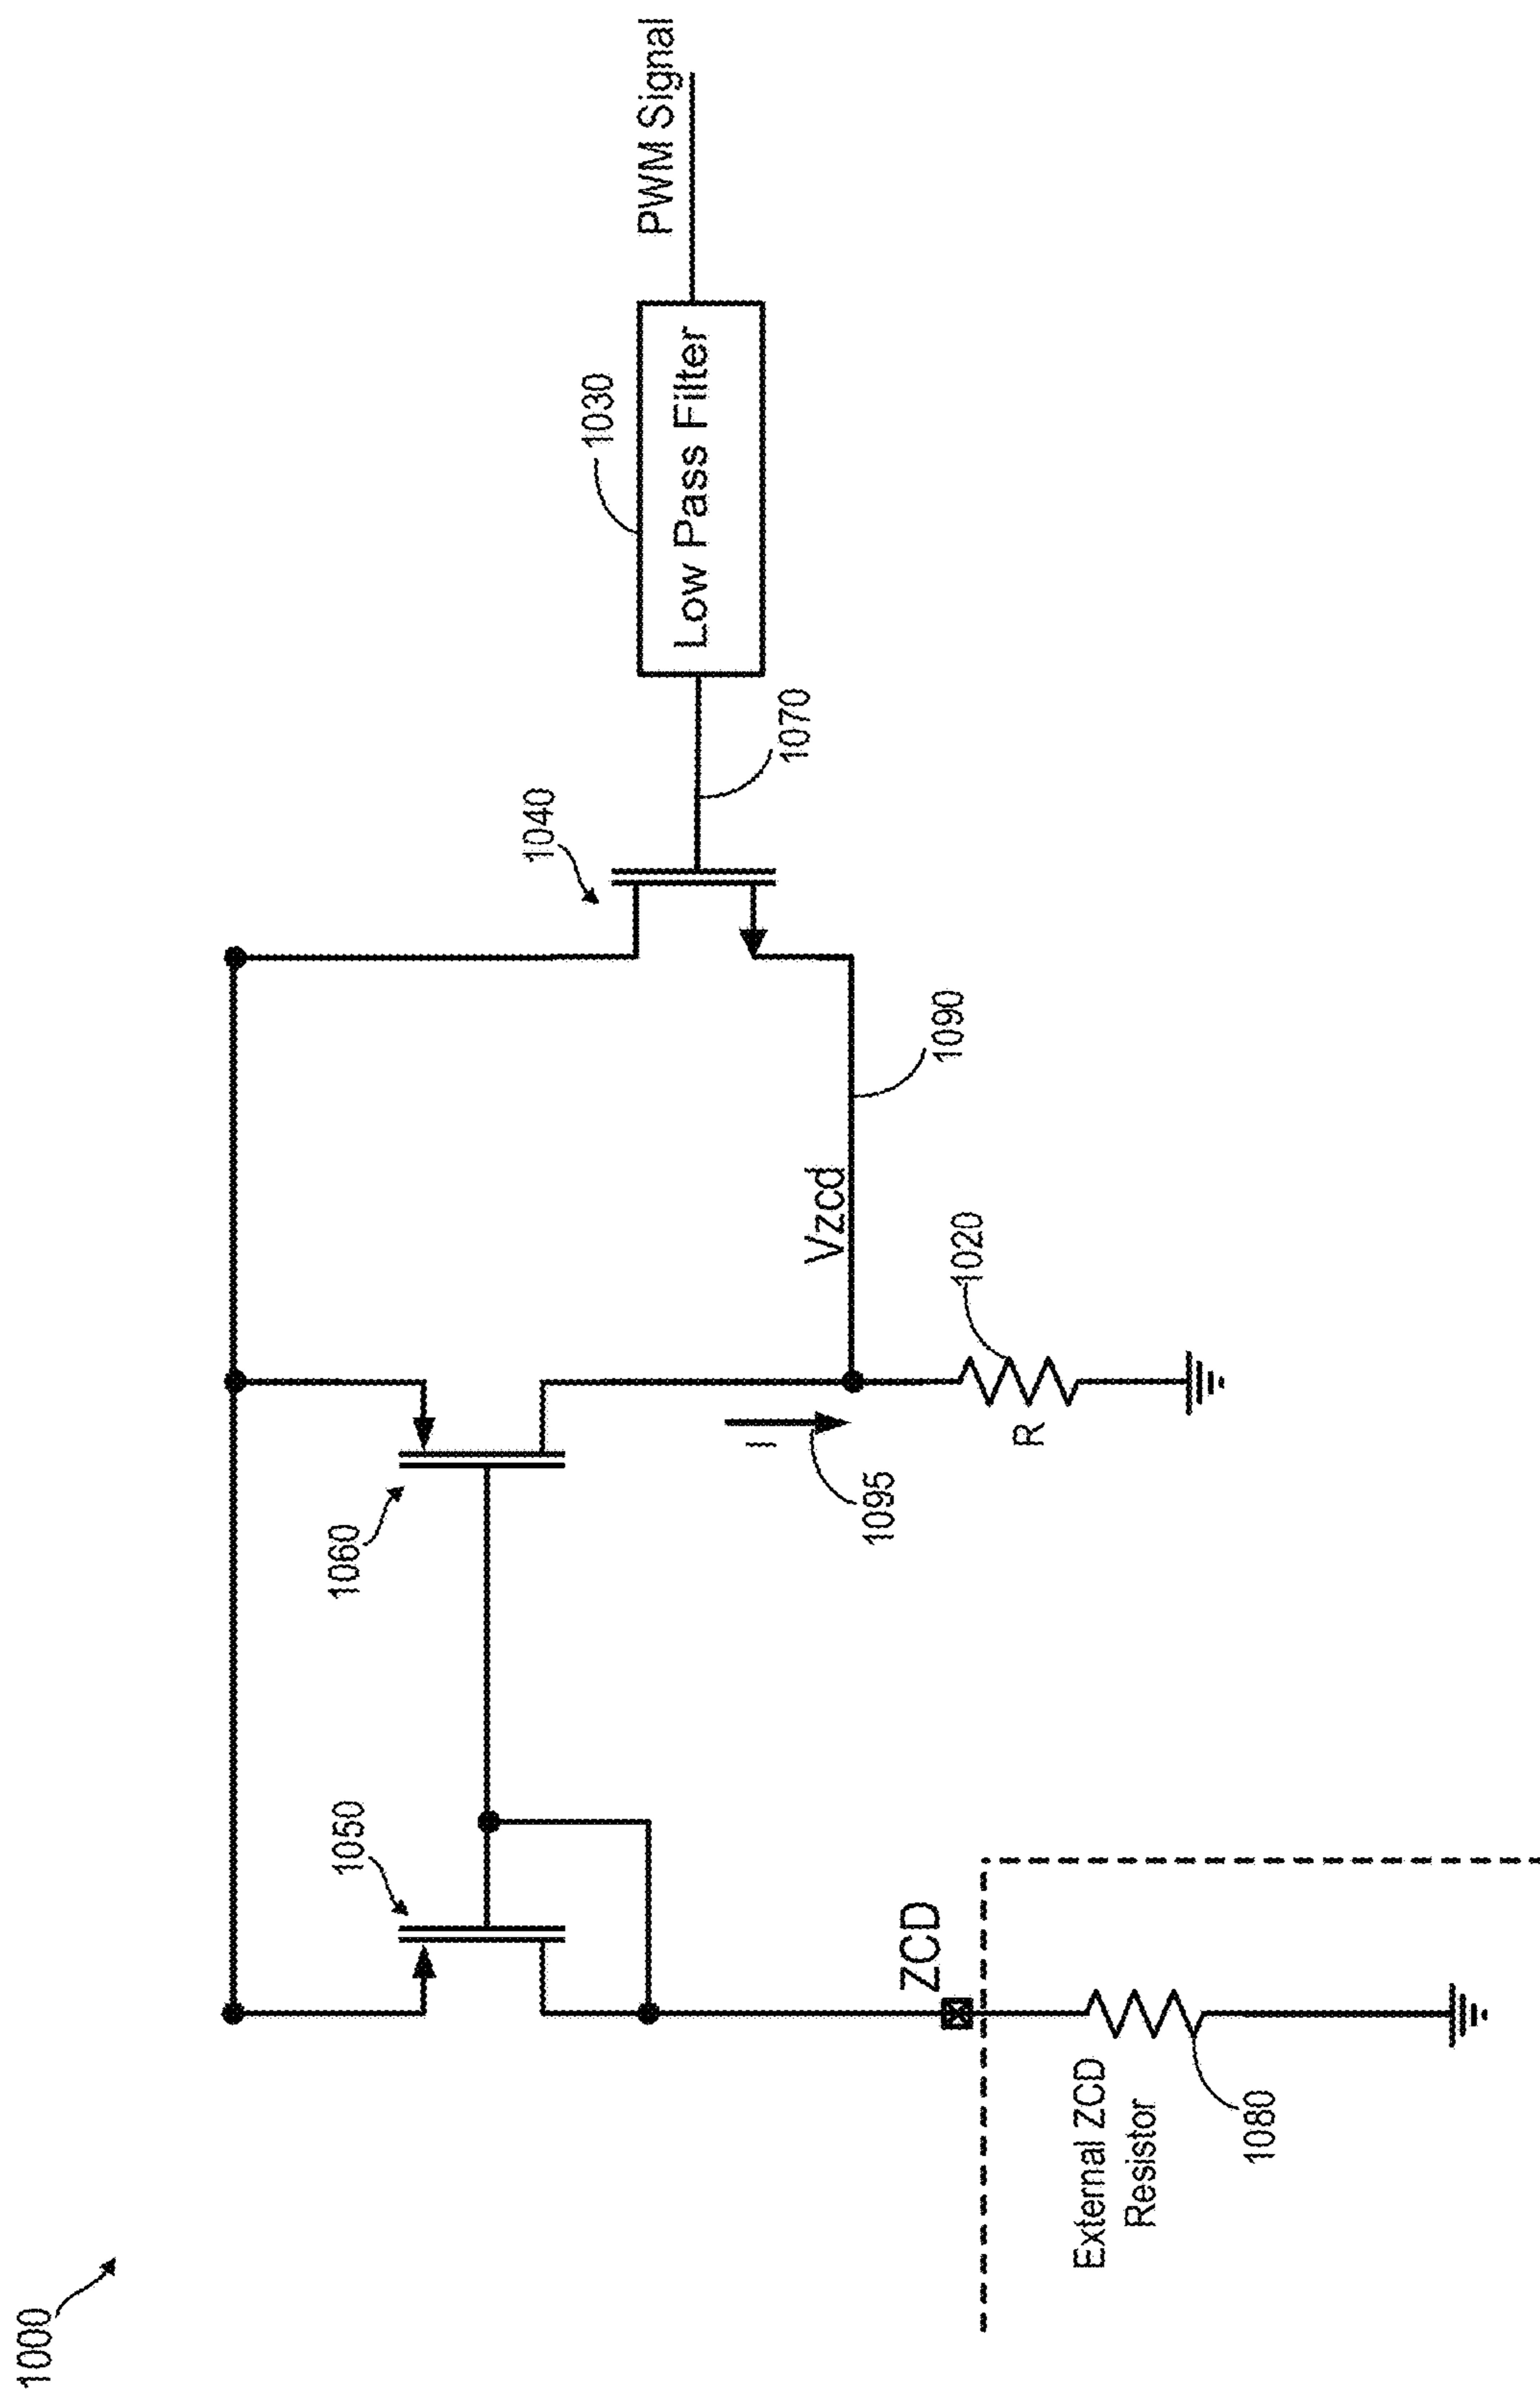 1000
1050
1060
1040
1030
PWM Signal
Low Pass Filter
1070
ZCD
I
1095
Vzcd
1090
R
1020
External ZCD
Resistor
1080